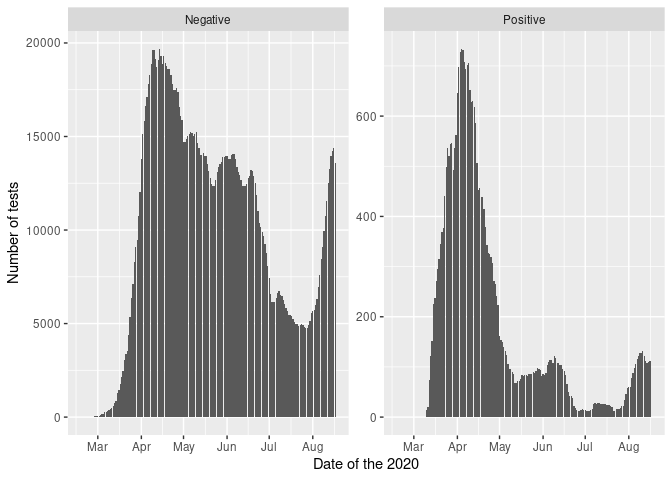 Negative
Positive
Number of tests
20000
15000
10000
5000
0
600
400
200
0
Mar Apr May Jun Jul Aug
Mar Apr May Jun Jul Aug
Date of the 2020